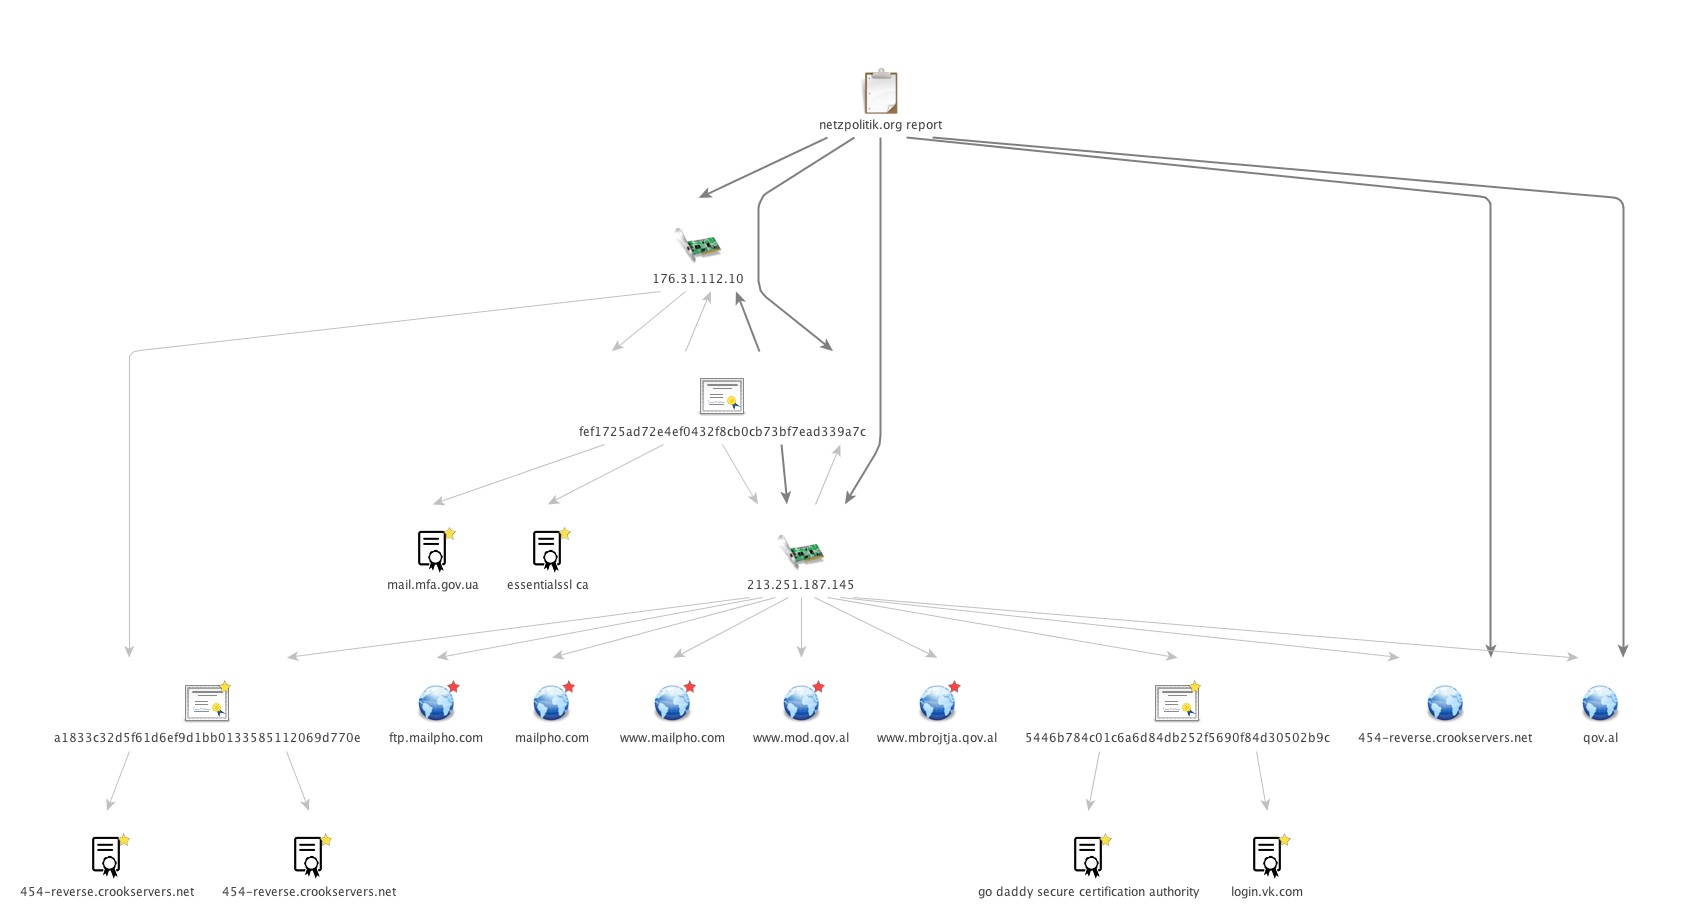 netzpolitik.org report
176.31.112.10
fef1725ad72e4ef0432f8cb0cb73bf7ead339a7c
mail.mfa.gov.ua
essentialssl ca
213.251.187.145
a1833c32d5f61d6ef9d1bb0133585112069d770e
ftp.mailpho.com
mailpho.com
www.mailpho.com
www.mod.qov.al
www.mbrojtja.qov.al
5446b784c01c6a6d84db252f5690f84d30502b9c
454-reverse.crookservers.net
qov.al
454-reverse.crookservers.net
454-reverse.crookservers.net
go daddy secure certification authority
login.vk.com